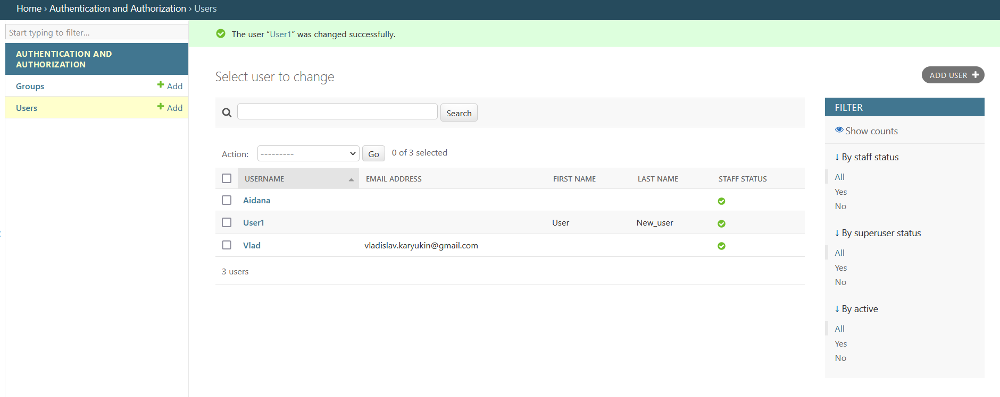 Home › Authentication and Authorization › Users
Start typing to filter...
The user “User1” was changed successfully.
AUTHENTICATION AND
AUTHORIZATION
Groups + Add
Users + Add
Select user to change
ADD USER +
Search
FILTER
Show counts
Action: --------- Go 0 of 3 selected
USERNAME EMAIL ADDRESS FIRST NAME LAST NAME STAFF STATUS
Aidana
User1 User New_user
Vlad vladislav.karyukin@gmail.com
3 users
↓ By staff status
All
Yes
No
↓ By superuser status
All
Yes
No
↓ By active
All
Yes
No